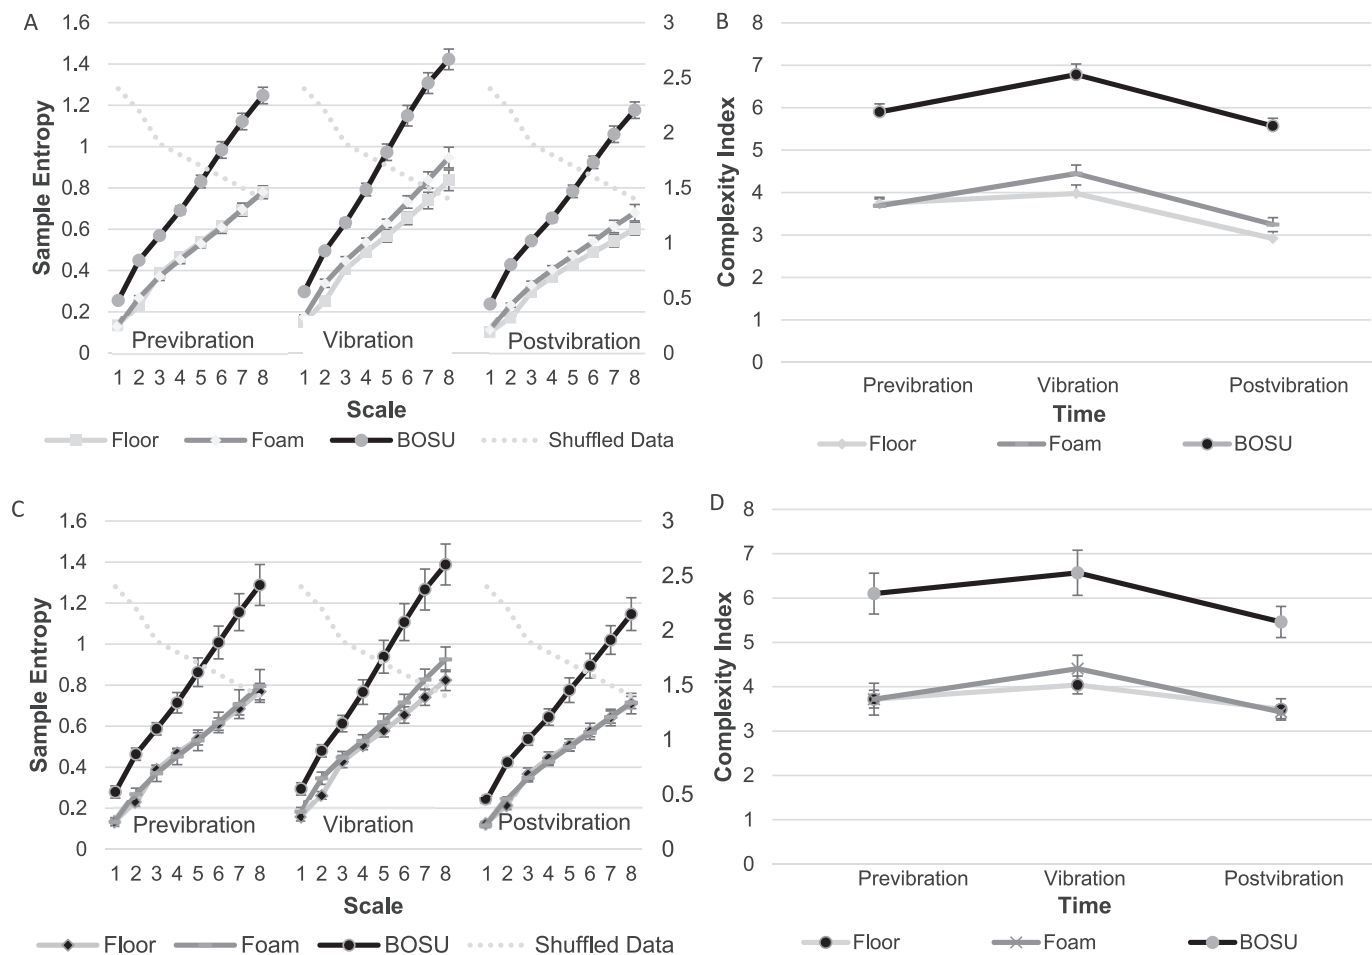 A
Sample Entropy
1.6
1.4
1.2
1
0.8
0.6
0.4
0.2
0
3
2.5
2
1.5
1
0.5
0
Previbration Vibration Postvibration
1 2 3 4 5 6 7 8 1 2 3 4 5 6 7 8 1 2 3 4 5 6 7 8
Scale
Floor Foam BOSU Shuffled Data
B
Complexity Index
8
7
6
5
4
3
2
1
0
Previbration Vibration Postvibration
Time
Floor Foam BOSU
C
Sample Entropy
1.6
1.4
1.2
1
0.8
0.6
0.4
0.2
0
3
2.5
2
1.5
1
0.5
0
Previbration Vibration Postvibration
1 2 3 4 5 6 7 8 1 2 3 4 5 6 7 8 1 2 3 4 5 6 7 8
Scale
Floor Foam BOSU Shuffled Data
D
Complexity Index
8
7
6
5
4
3
2
1
0
Previbration Vibration Postvibration
Time
Floor Foam BOSU